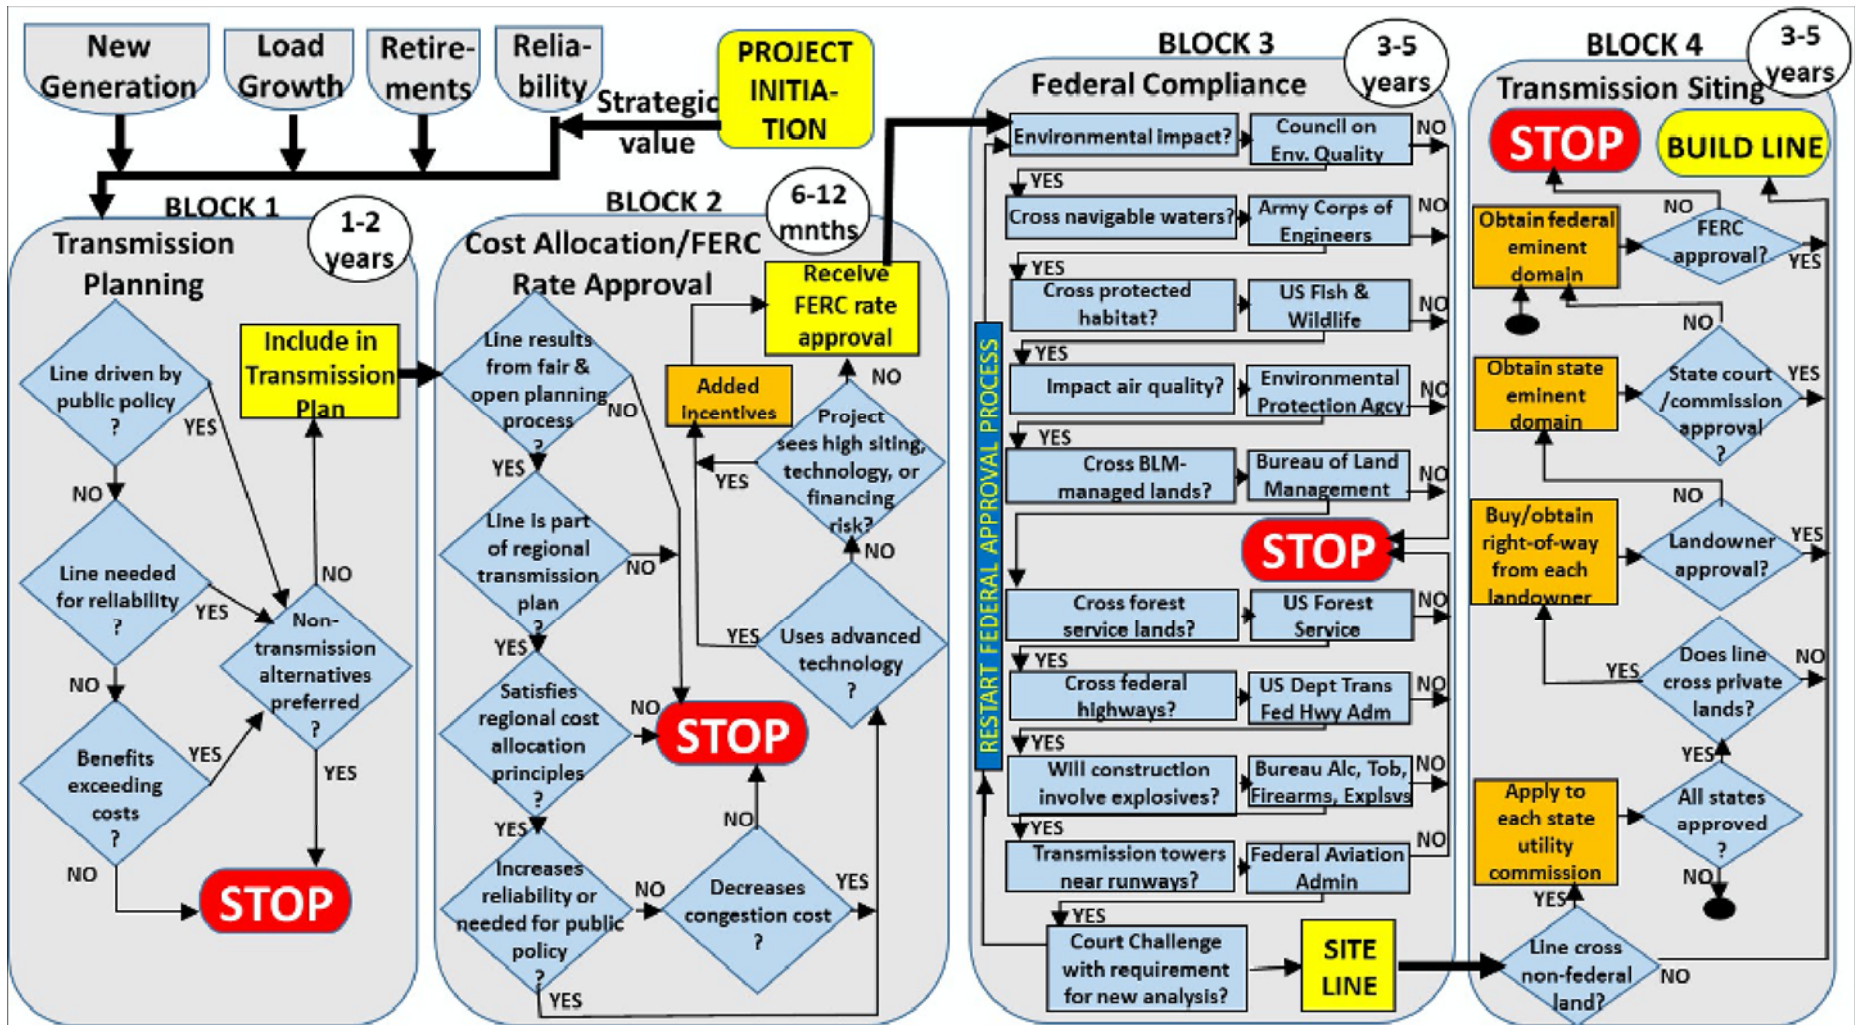 New
Generation
Load
Growth
Retire-
ments
Relia-
bility
Strategic
value
PROJECT
INITIA-
TION
BLOCK 1
1-2
years
Transmission
Planning
Line driven by
public policy
?
YES
NO
Line needed
for reliability
?
YES
NO
Benefits
exceeding
costs
?
YES
NO
Include in
Transmission
Plan
NO
Non-
transmission
alternatives
preferred
?
YES
STOP
BLOCK 2
6-12
mnths
Cost Allocation/FERC
Rate Approval
Line results
from fair &
open planning
process
?
NO
YES
Line is part
of regional
transmission
plan
?
NO
YES
Satisfies
regional cost
allocation
principles
?
NO
YES
Increases
reliability or
needed for public
policy
?
NO
YES
Decreases
congestion cost
?
NO
YES
STOP
Uses advanced
technology
?
YES
NO
Project
sees high siting,
technology, or
financing
risk?
YES
NO
Added
incentives
Receive
FERC rate
approval
BLOCK 3
3-5
years
Federal Compliance
RESTART FEDERAL APPROVAL PROCESS
Environmental impact?
Council on
Env. Quality
NO
YES
Cross navigable waters?
Army Corps of
Engineers
NO
YES
Cross protected
habitat?
US FIsh &
Wildlife
NO
YES
Impact air quality?
Environmental
Protection Agcy
NO
YES
Cross BLM-
managed lands?
Bureau of Land
Management
NO
STOP
Cross forest
service lands?
US Forest
Service
NO
YES
Cross federal
highways?
US Dept Trans
Fed Hwy Adm
NO
YES
Will construction
involve explosives?
Bureau Alc, Tob,
Firearms, Explsvs
NO
YES
Transmission towers
near runways?
Federal Aviation
Admin
NO
YES
Court Challenge
with requirement
for new analysis?
SITE
LINE
BLOCK 4
3-5
years
Transmission Siting
STOP
BUILD LINE
NO
Obtain federal
eminent
domain
FERC
approval?
YES
NO
Obtain state
eminent
domain
State court
/commission
approval
?
YES
NO
Buy/obtain
right-of-way
from each
landowner
Landowner
approval?
YES
YES
Does line
cross private
lands?
NO
YES
Apply to
each state
utility
commission
All states
approved
?
NO
YES
Line cross
non-federal
land?
NO